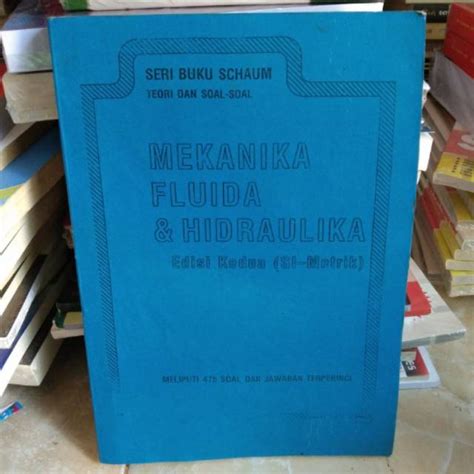 SERI BUKU SCHAUM
TEORI DAN SOAL-SOAL
MEKANIKA
FLUIDA
& HIDRAULIKA
Edisi Kedua (SI-Metrik)
MELIPUTI 475 SOAL DAN JAWABAN TERPERINCI